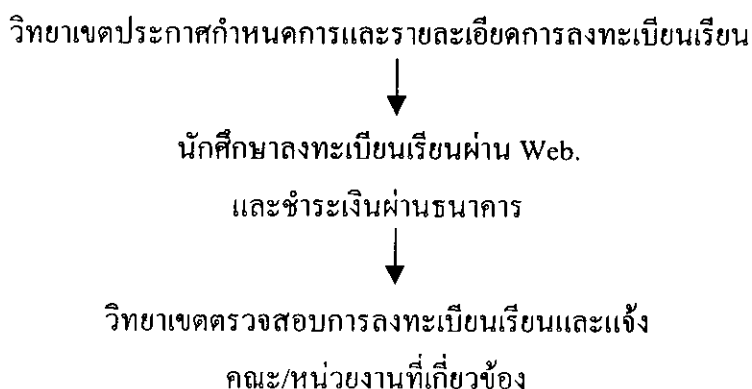 วิทยาเขตประกาศกำหนดการและรายละเอียดการลงทะเบียนเรียน
นักศึกษาลงทะเบียนเรียนผ่าน Web.
และชำระเงินผ่านธนาคาร
วิทยาเขตตรวจสอบการลงทะเบียนเรียนและแจ้ง
คณะ/หน่วยงานที่เกี่ยวข้อง